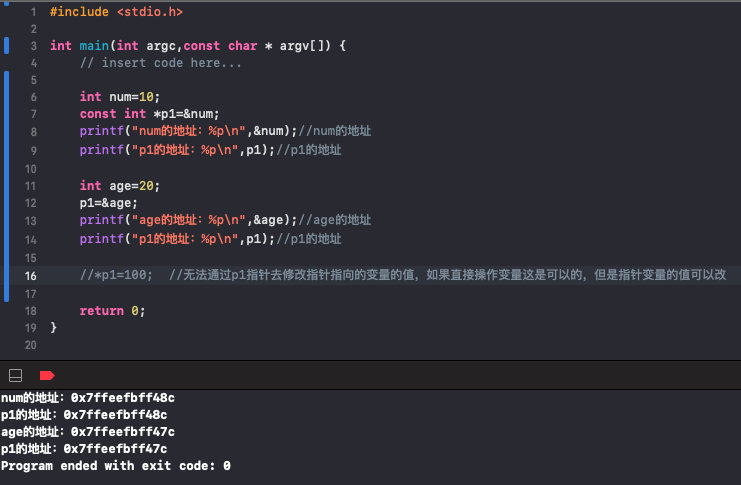 1 #include <stdio.h>
2
3 int main(int argc,const char * argv[]) {
4 // insert code here...
5
6 int num=10;
7 const int *p1=&num;
8 printf("num的地址：%p\n",&num);//num的地址
9 printf("p1的地址：%p\n",p1);//p1的地址
10
11 int age=20;
12 p1=&age;
13 printf("age的地址：%p\n",&age);//age的地址
14 printf("p1的地址：%p\n",p1);//p1的地址
15
16 //*p1=100; //无法通过p1指针去修改指针指向的变量的值，如果直接操作变量这是可以的，但是指针变量的值可以改
17
18 return 0;
19 }
20
num的地址：0x7ffeefbff48c
p1的地址：0x7ffeefbff48c
age的地址：0x7ffeefbff47c
p1的地址：0x7ffeefbff47c
Program ended with exit code: 0